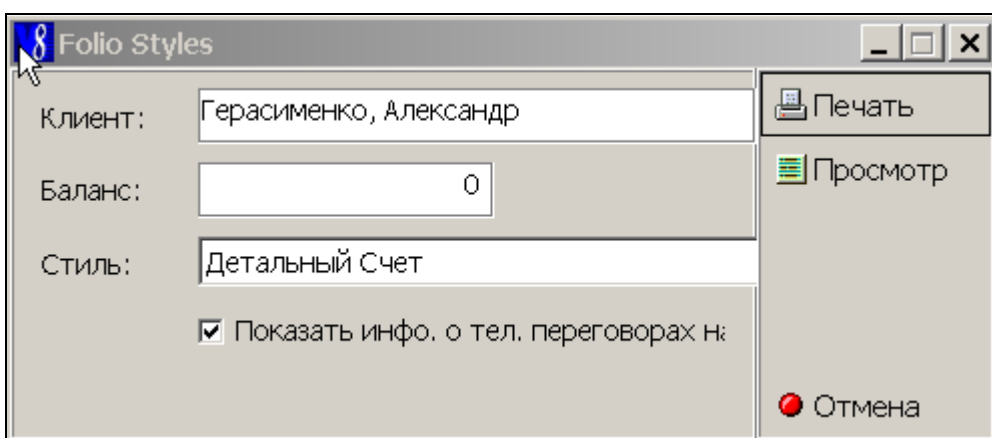 Folio Styles
Клиент: Герасименко, Александр
Печать
Баланс: 0
Просмотр
Стиль: Детальный Счет
Показать инфо. о тел. переговорах
Отмена